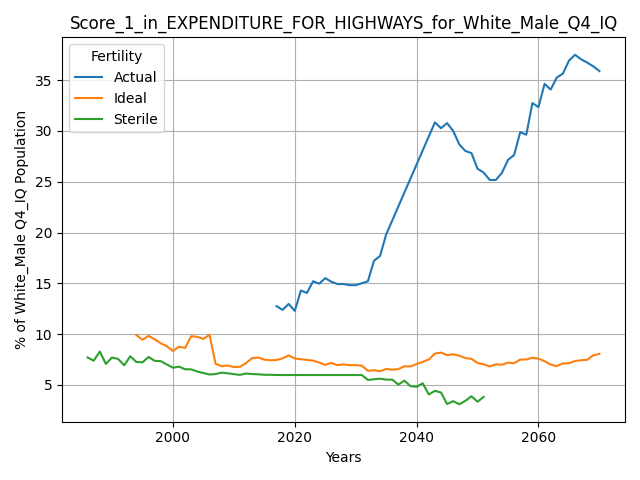 Score_1_in_EXPENDITURE_FOR_HIGHWAYS_for_White_Male_Q4_IQ
Fertility
Actual
Ideal
Sterile
% of White_Male Q4_IQ Population
35
30
25
20
15
10
5
2000
2020
2040
2060
Years